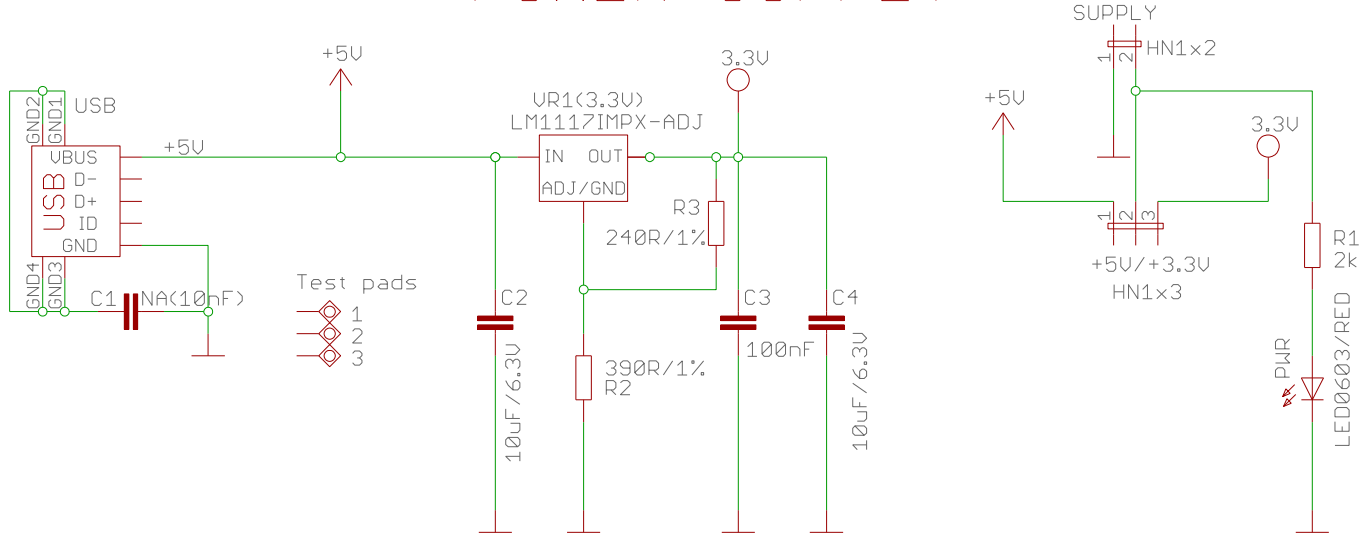 SUPPLY
1
2
HN1x2
+5V
3.3V
VR1(3.3V)
LM1117IMPX-ADJ
IN
OUT
ADJ/GND
GND2
GND1
USB
+5V
VBUS
D-
D+
ID
GND
USB
GND4
GND3
C1
NA(10nF)
Test pads
1
2
3
R3
240R/1%
C2
10uF/6.3V
390R/1%
R2
C3
100nF
C4
10uF/6.3V
+5V
3.3V
1
2
3
+5V/+3.3V
HN1x3
R1
2k
PWR
LED0603/RED